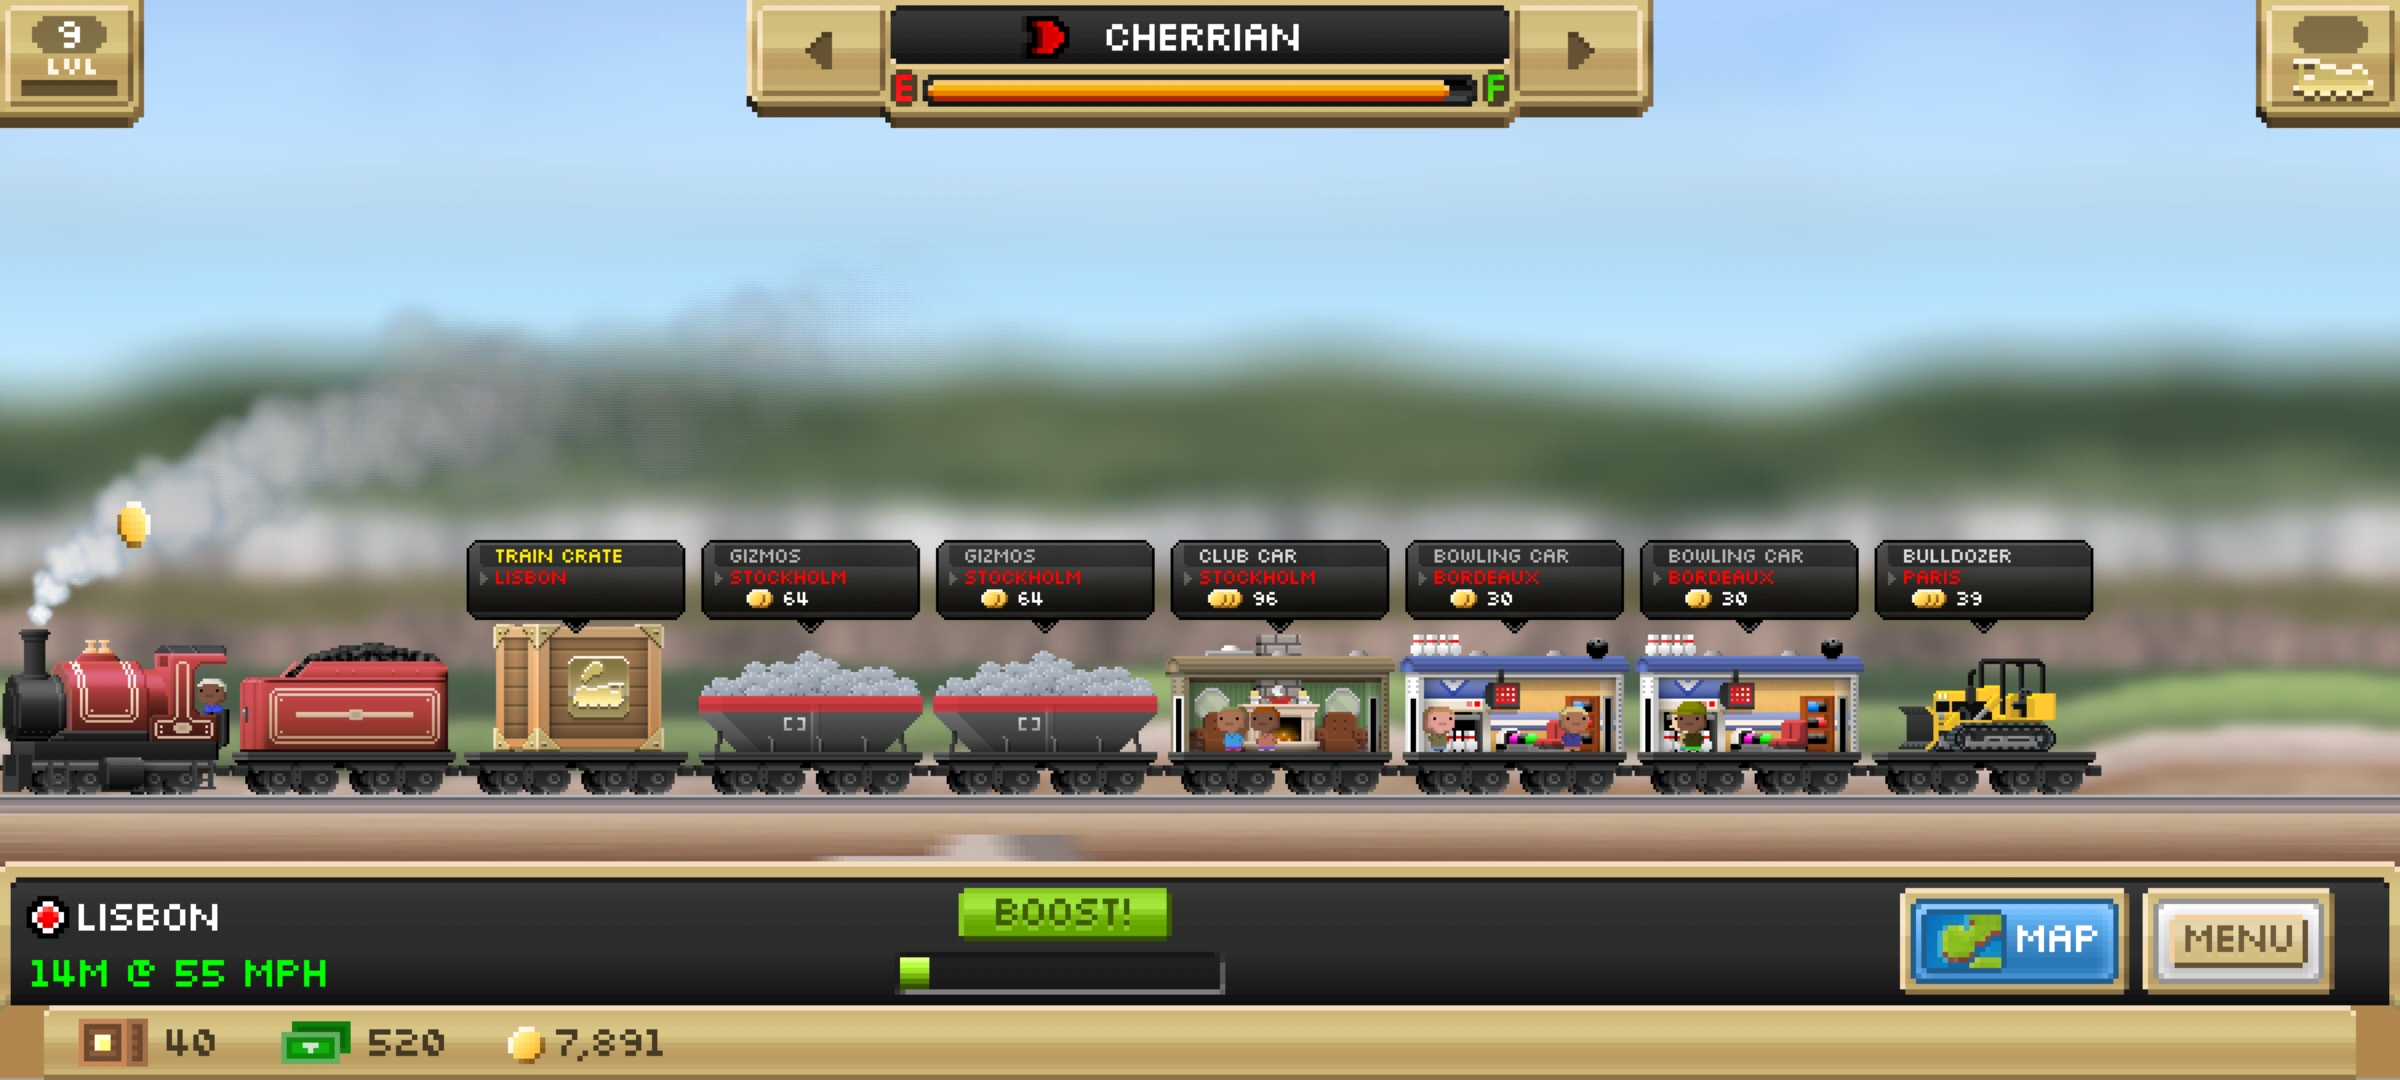 9
LVL
CHERRIAN
E F
TRAIN CRATE
LISBON
GIZMOS
STOCKHOLM
64
GIZMOS
STOCKHOLM
64
CLUB CAR
STOCKHOLM
96
BOWLING CAR
BORDEAUX
30
BOWLING CAR
BORDEAUX
30
BULLDOZER
PARIS
39
LISBON
14M @ 55 MPH
BOOST!
MAP
MENU
40
520
7,891